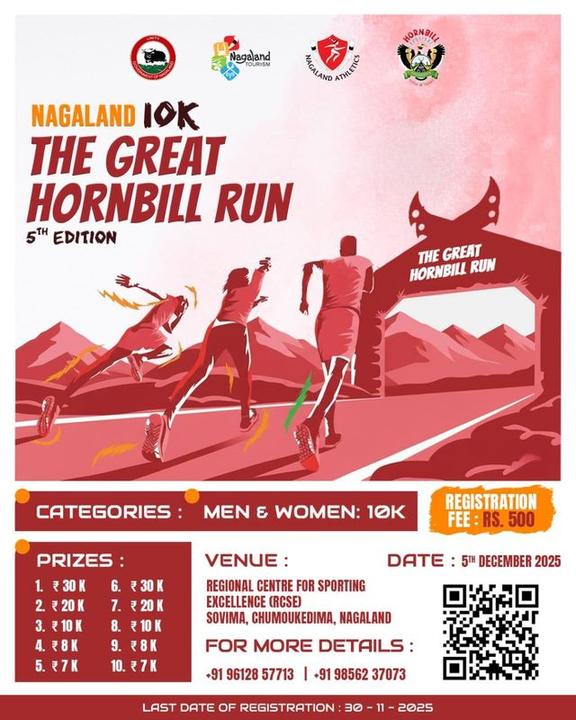 Nagaland
TOURISM
NAGALAND ATHLETICS
HORNBILL
NAGALAND 10K
THE GREAT
HORNBILL RUN
5TH EDITION
THE GREAT
HORNBILL RUN
CATEGORIES : MEN & WOMEN: 10K
REGISTRATION
FEE : RS. 500
PRIZES :
1. ₹ 30 K 6. ₹ 30 K
2. ₹ 20 K 7. ₹ 20 K
3. ₹ 10 K 8. ₹ 10 K
4. ₹ 8 K 9. ₹ 8 K
5. ₹ 7 K 10. ₹ 7 K
VENUE :
REGIONAL CENTRE FOR SPORTING
EXCELLENCE (RCSE)
SOVIMA, CHUMOUKEDIMA, NAGALAND
DATE : 5TH DECEMBER 2025
FOR MORE DETAILS :
+91 96128 57713 | +91 98562 37073
LAST DATE OF REGISTRATION : 30 - 11 - 2025